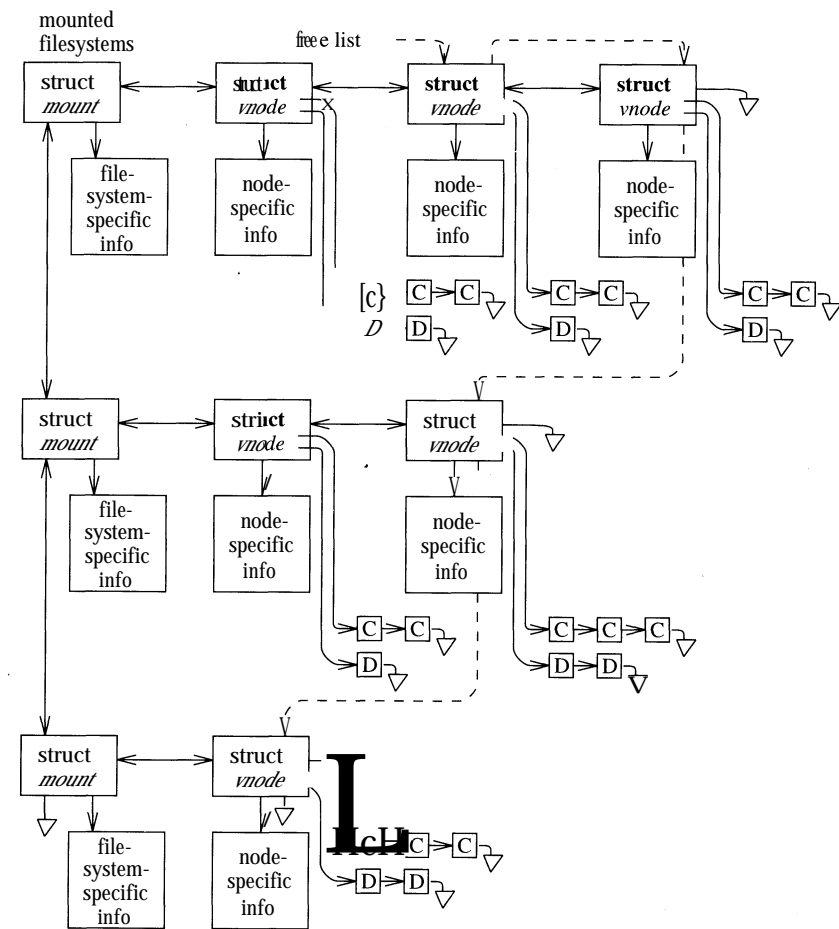 mounted
filesystems
free e list
struct
mount
struct
vnode
struct
vnode
struct
vnode
X
file-
system-
specific
info
node-
specific
info
node-
specific
info
node-
specific
info
[c}
C
C
C
C
C
C
D
D
D
D
V
struct
mount
struct
vnode
struct
vnode
V
file-
system-
specific
info
node-
specific
info
node-
specific
info
C
C
C
C
C
D
D
D
V
struct
mount
struct
vnode
L
HcH
C
C
D
D
file-
system-
specific
info
node-
specific
info